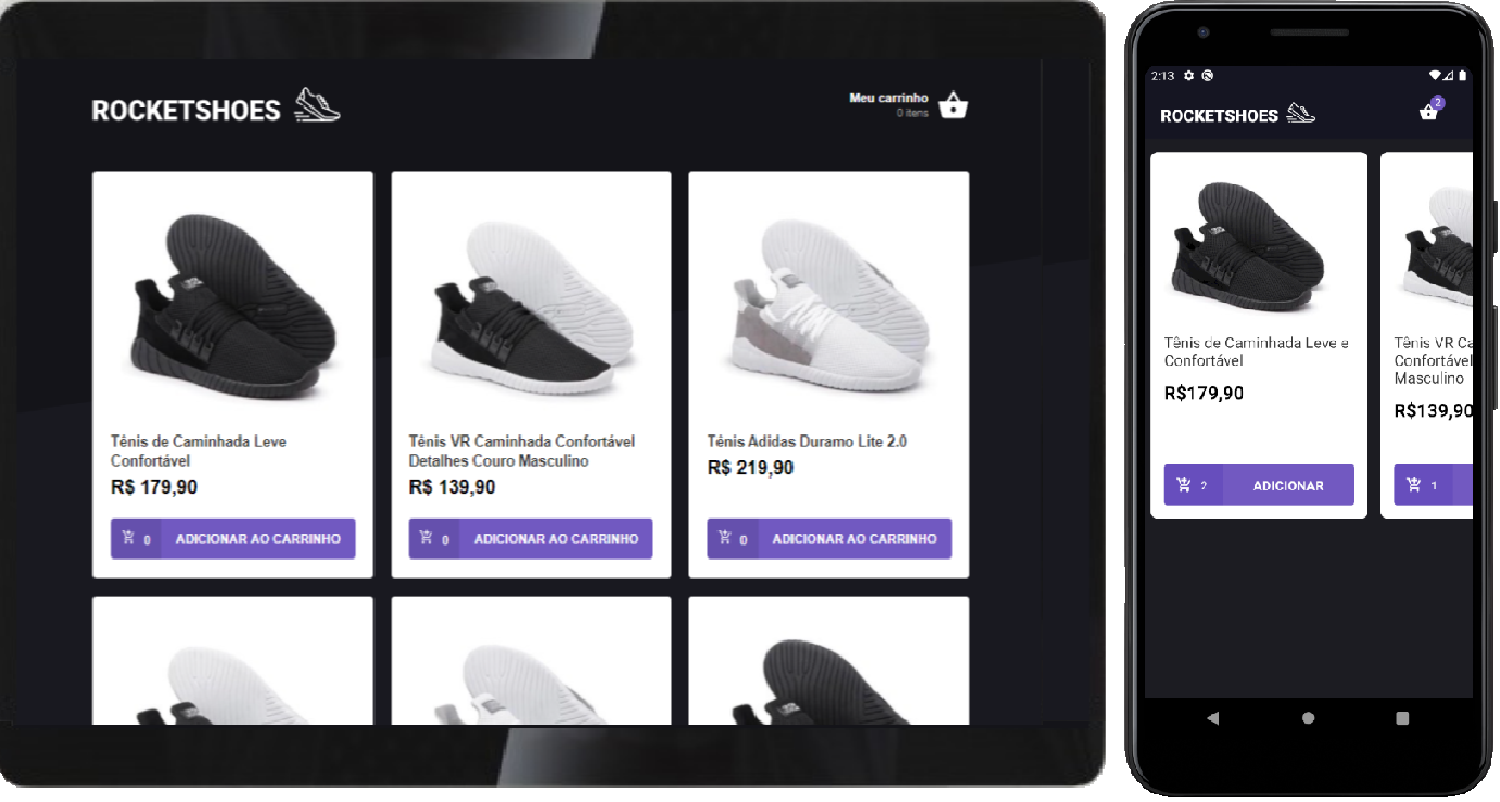 ROCKETSHOES
Meu carrinho
0 itens
Tênis de Caminhada Leve
Confortável
R$ 179,90
0 ADICIONAR AO CARRINHO
Tênis VR Caminhada Confortável
Detalhes Couro Masculino
R$ 139,90
0 ADICIONAR AO CARRINHO
Tênis Adidas Duramo Lite 2.0
R$ 219,90
0 ADICIONAR AO CARRINHO
2:13
ROCKETSHOES
2
Tênis de Caminhada Leve e
Confortável
R$179,90
2 ADICIONAR
Tênis VR Ca
Confortável
Masculino
R$139,90
1